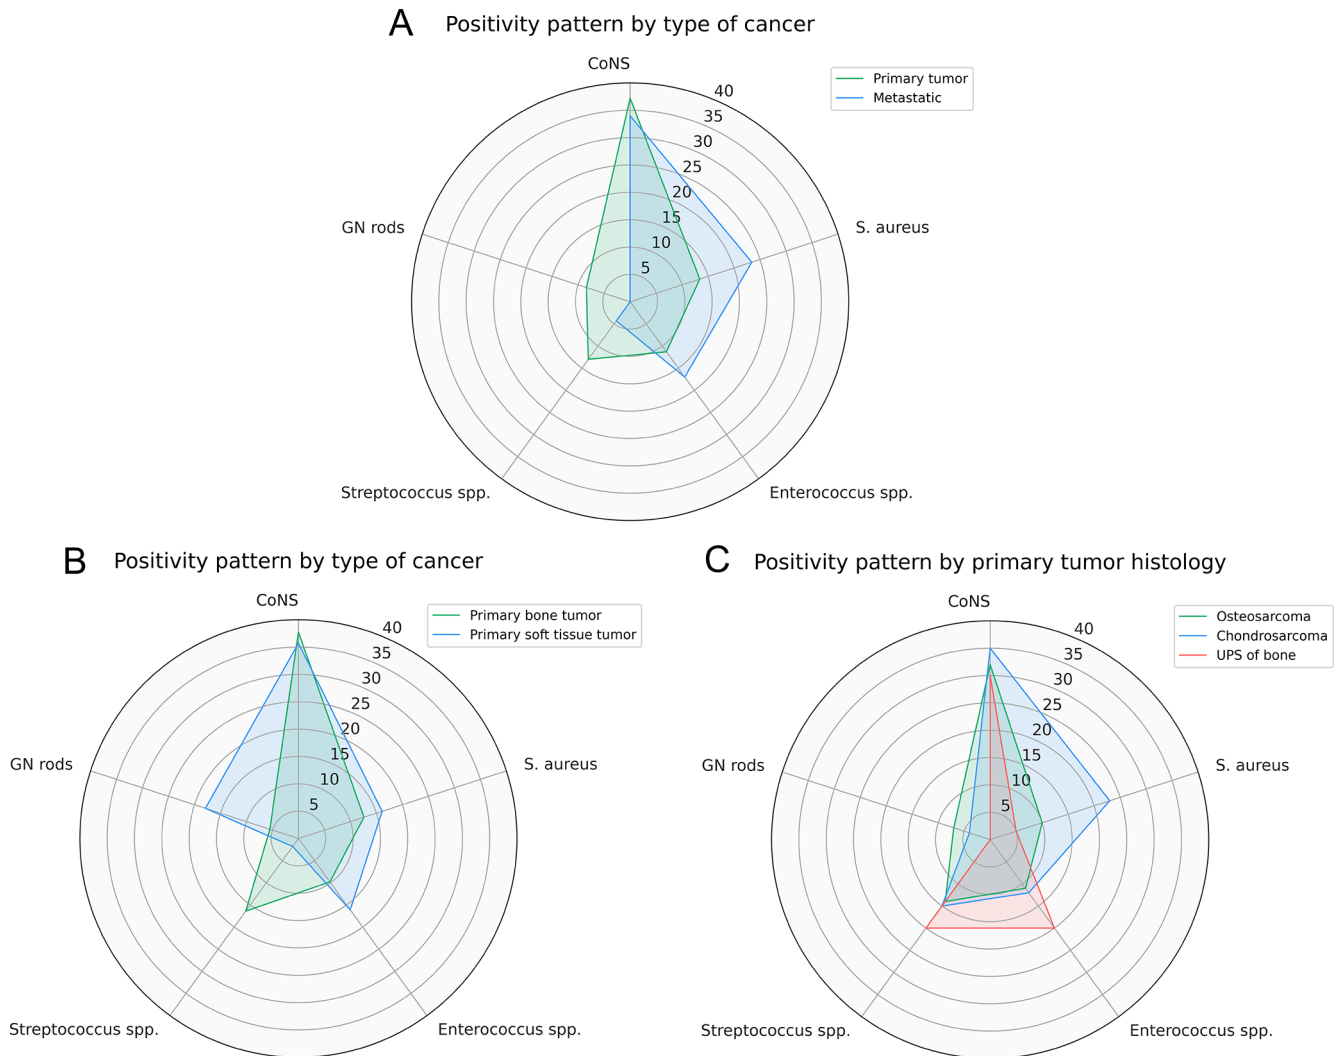 A Positivity pattern by type of cancer
CoNS
Primary tumor
Metastatic
40
35
30
25
20
15
10
5
GN rods
S. aureus
Streptococcus spp.
Enterococcus spp.
B Positivity pattern by type of cancer
CoNS
Primary bone tumor
Primary soft tissue tumor
40
35
30
25
20
15
10
5
GN rods
S. aureus
Streptococcus spp.
Enterococcus spp.
C Positivity pattern by primary tumor histology
CoNS
Osteosarcoma
Chondrosarcoma
UPS of bone
40
35
30
25
20
15
10
5
GN rods
S. aureus
Streptococcus spp.
Enterococcus spp.